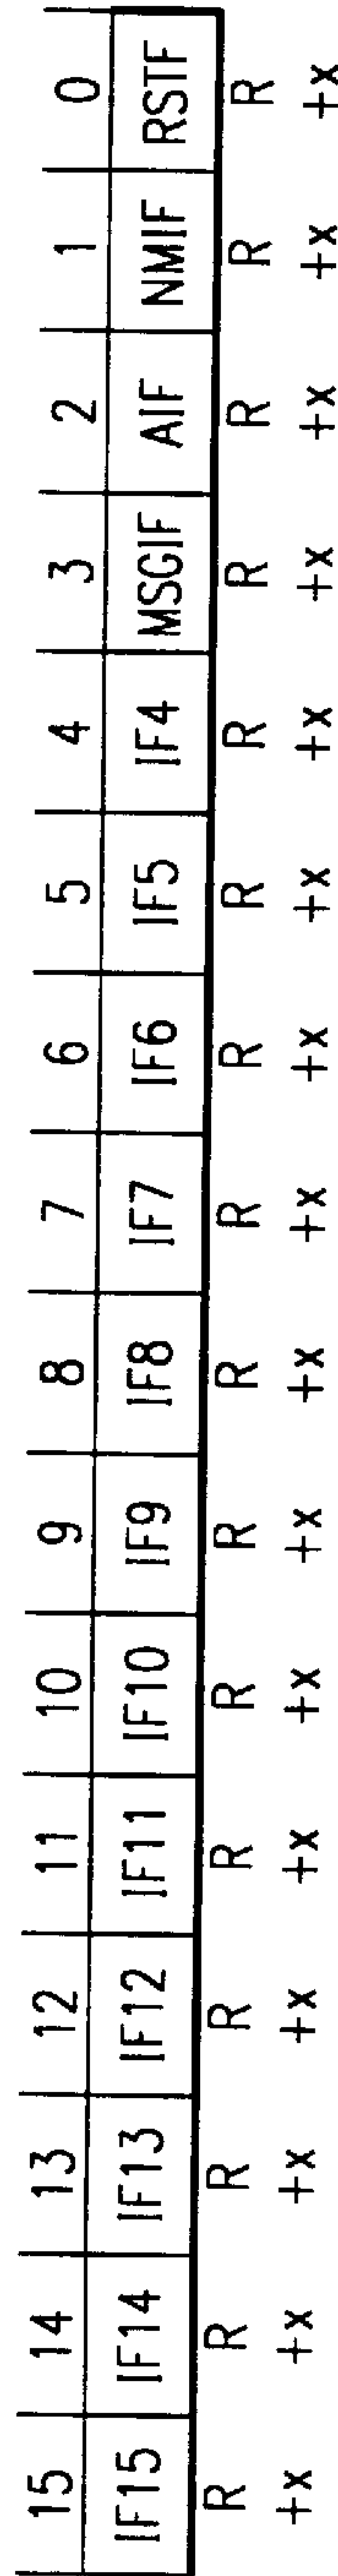 15 14 13 12 11 10 9 8 7 6 5 4 3 2 1 0
IF15 IF14 IF13 IF12 IF11 IF10 IF9 IF8 IF7 IF6 IF5 IF4 MSGIF AIF NMIF RSTF
R R R R R R R R R R R R R R R R
+x +x +x +x +x +x +x +x +x +x +x +x +x +x +x +x